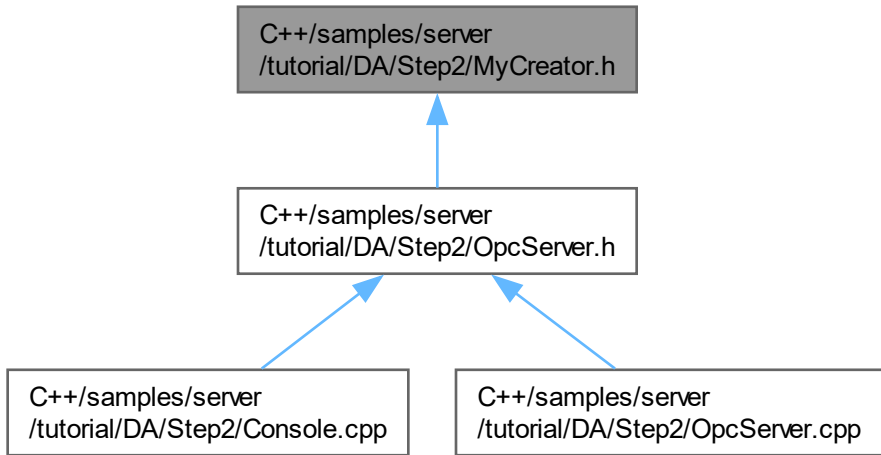 C++/samples/server
/tutorial/DA/Step2/MyCreator.h
C++/samples/server
/tutorial/DA/Step2/OpcServer.h
C++/samples/server
/tutorial/DA/Step2/Console.cpp
C++/samples/server
/tutorial/DA/Step2/OpcServer.cpp